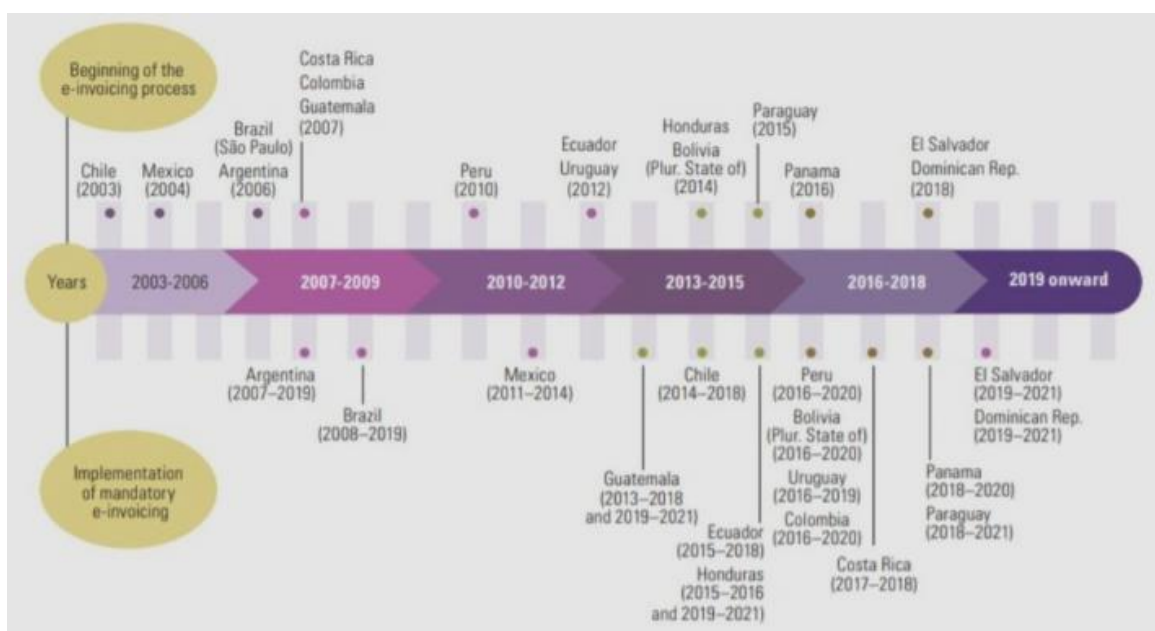 Beginning of the
e-invoicing process
Chile
(2003)
Mexico
(2004)
Brazil
(São Paulo)
Argentina
(2006)
Costa Rica
Colombia
Guatemala
(2007)
Peru
(2010)
Ecuador
Uruguay
(2012)
Honduras
Bolivia
(Plur. State of)
(2014)
Paraguay
(2015)
Panama
(2016)
El Salvador
Dominican Rep.
(2018)
Years
2003-2006
2007-2009
2010-2012
2013-2015
2016-2018
2019 onward
Implementation
of mandatory
e-invoicing
Argentina
(2007–2019)
Brazil
(2008–2019)
Mexico
(2011–2014)
Guatemala
(2013–2018
and 2019–2021)
Chile
(2014–2018)
Ecuador
(2015–2018)
Honduras
(2015–2016
and 2019–2021)
Peru
(2016–2020)
Bolivia
(Plur. State of)
(2016–2020)
Uruguay
(2016–2019)
Colombia
(2016–2020)
Costa Rica
(2017–2018)
Panama
(2018–2020)
Paraguay
(2018–2021)
El Salvador
(2019–2021)
Dominican Rep.
(2019–2021)